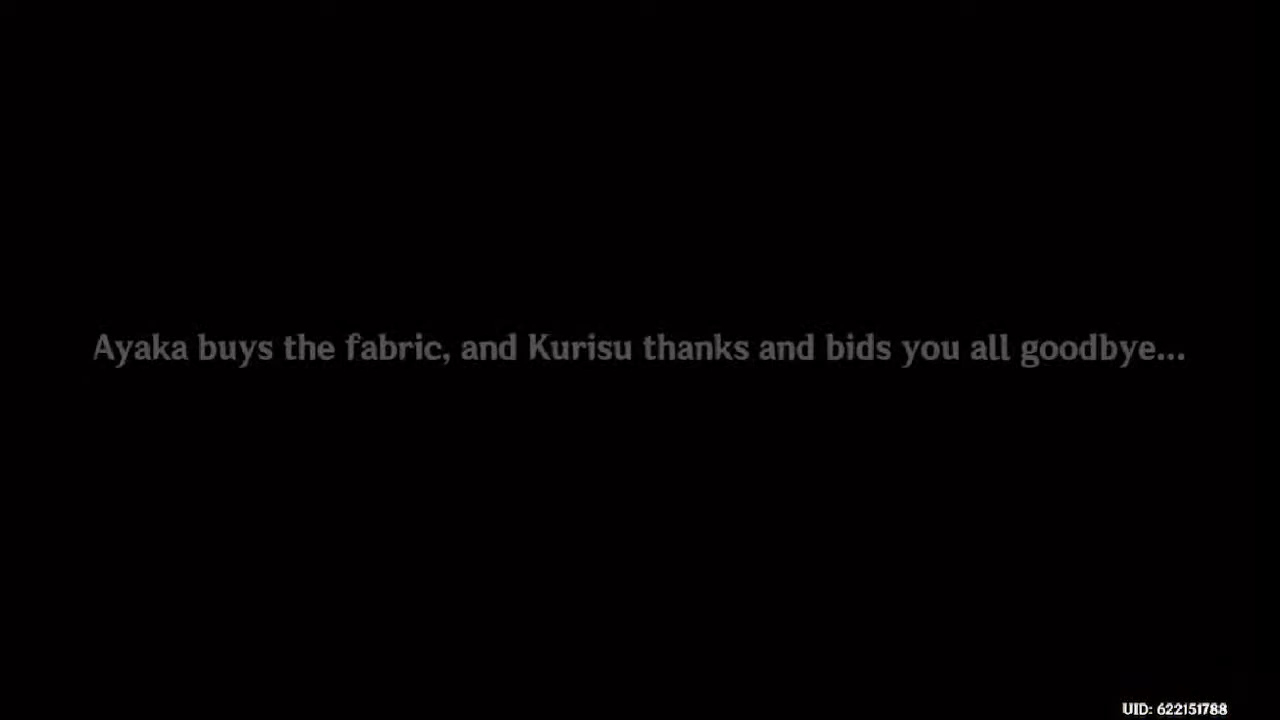 Ayaka buys the fabric, and Kurisu thanks and bids you all goodbye...
UID: 622151788